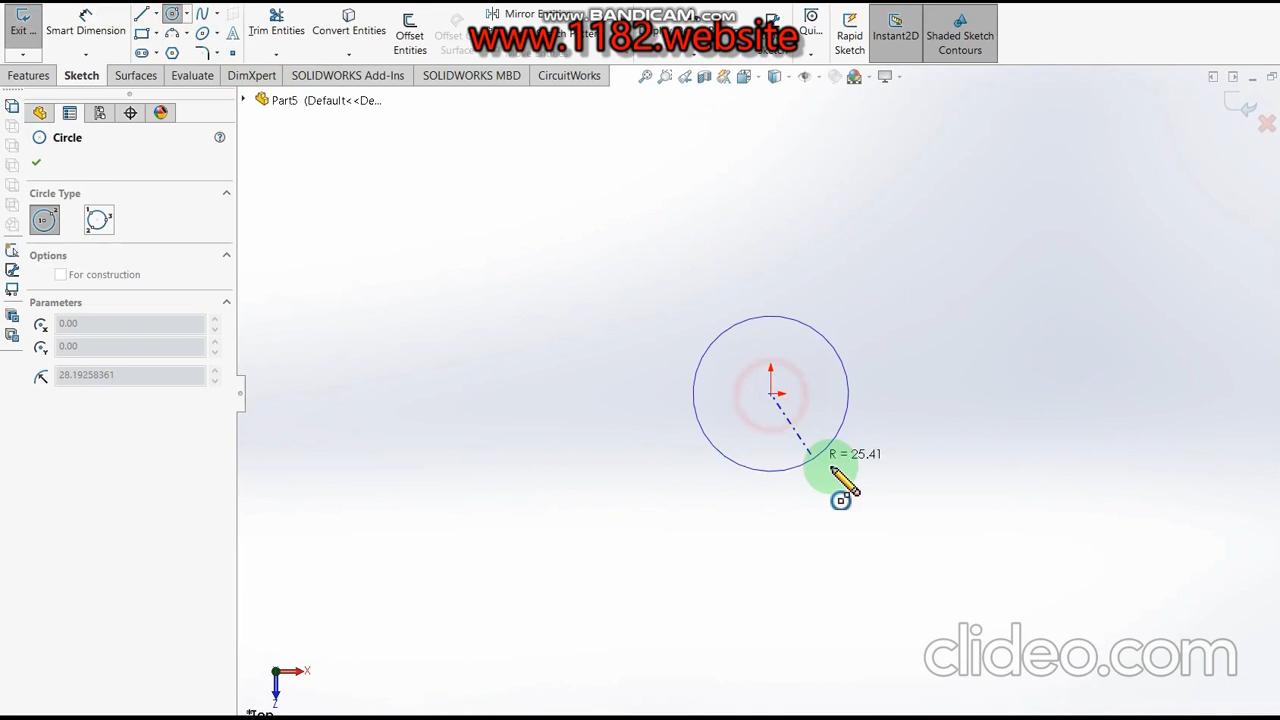 Exit ...
Smart Dimension
Trim Entities
Convert Entities
Offset Entities
Mirror Entities
www.BANDICAM.com
www.1182.website
Qui...
Rapid Sketch
Instant2D
Shaded Sketch Contours
Features
Sketch
Surfaces
Evaluate
DimXpert
SOLIDWORKS Add-Ins
SOLIDWORKS MBD
CircuitWorks
Part5 (Default<<De...
Circle
Circle Type
Options
For construction
Parameters
0.00
0.00
28.19258361
R = 25.41
clideo.com
X
Z
*Top